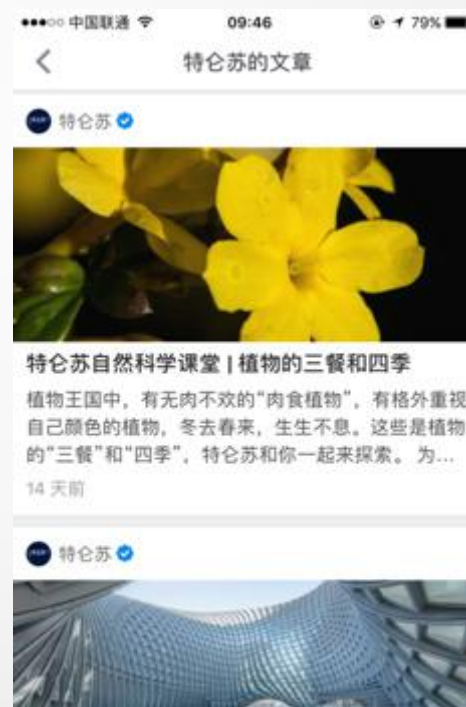 中国联通 09:46 79%
特仑苏的文章
特仑苏
特仑苏自然科学课堂 | 植物的三餐和四季
植物王国中，有无肉不欢的“肉食植物”，有格外重视
自己颜色的植物，冬去春来，生生不息。这些是植物
的“三餐”和“四季”，特仑苏和你一起来探索。 为...
14 天前
特仑苏